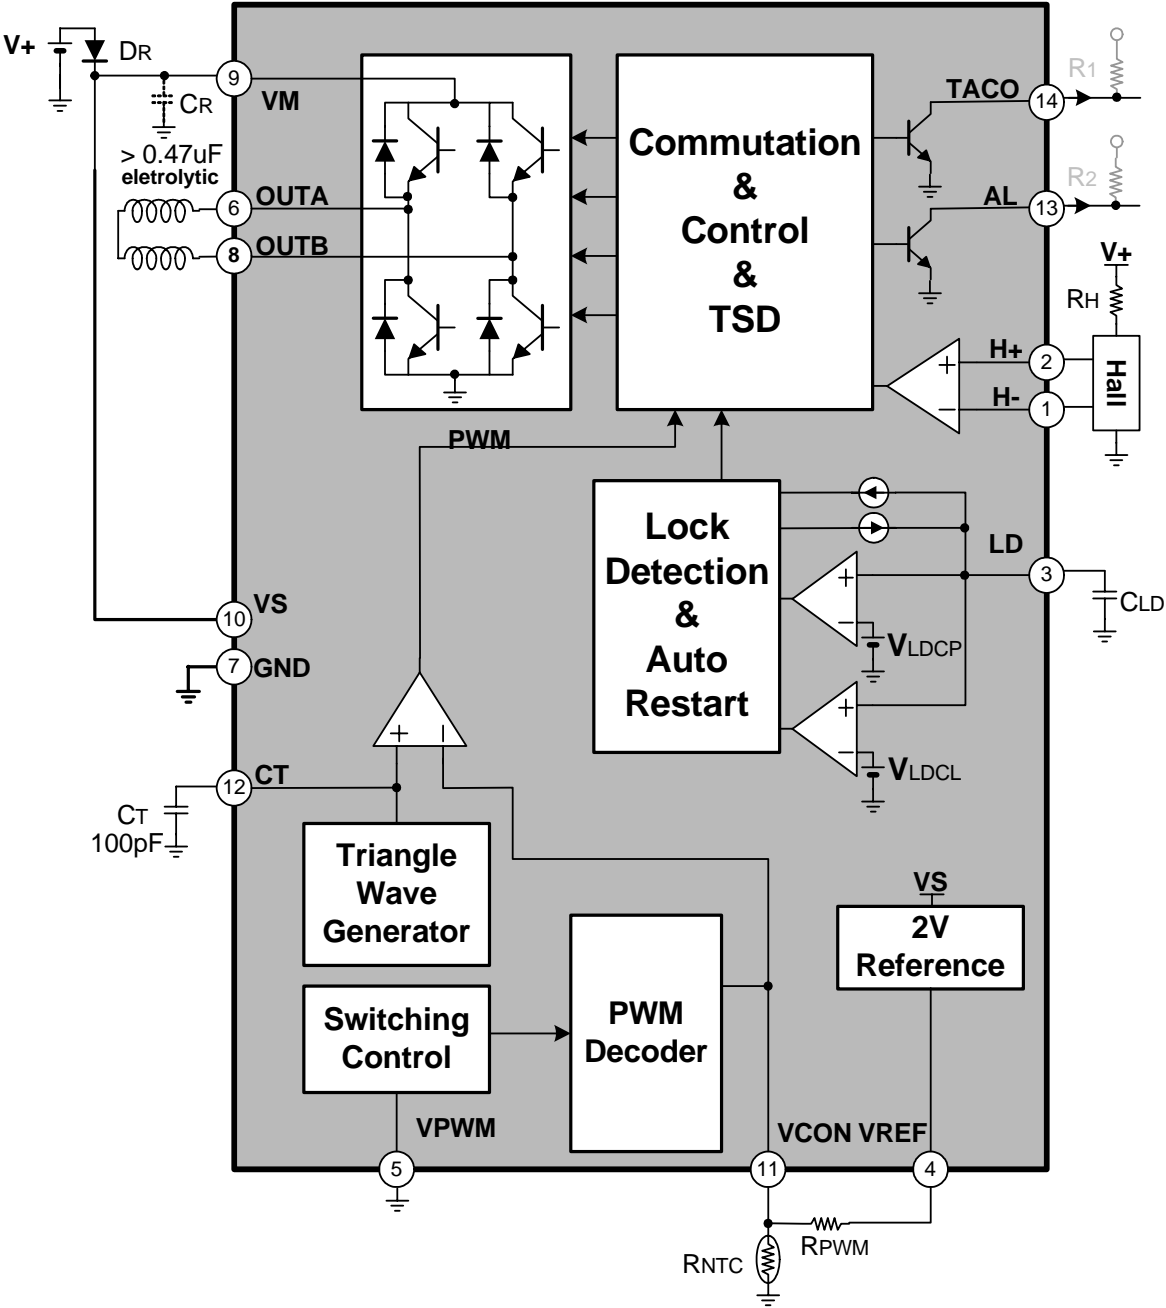 V+
DR
9
VM
CR
> 0.47uF
eletrolytic
6
OUTA
8
OUTB
Commutation
&
Control
&
TSD
TACO
14
R1
AL
13
R2
V+
RH
H+
2
H-
1
Hall
PWM
Lock
Detection
&
Auto
Restart
LD
3
CLD
+
−
VLDCP
+
−
VLDCL
+
−
10
VS
7
GND
+
−
12
CT
CT
100pF
Triangle
Wave
Generator
VS
2V
Reference
Switching
Control
PWM
Decoder
VPWM
VCON VREF
5
11
4
RPWM
RNTC